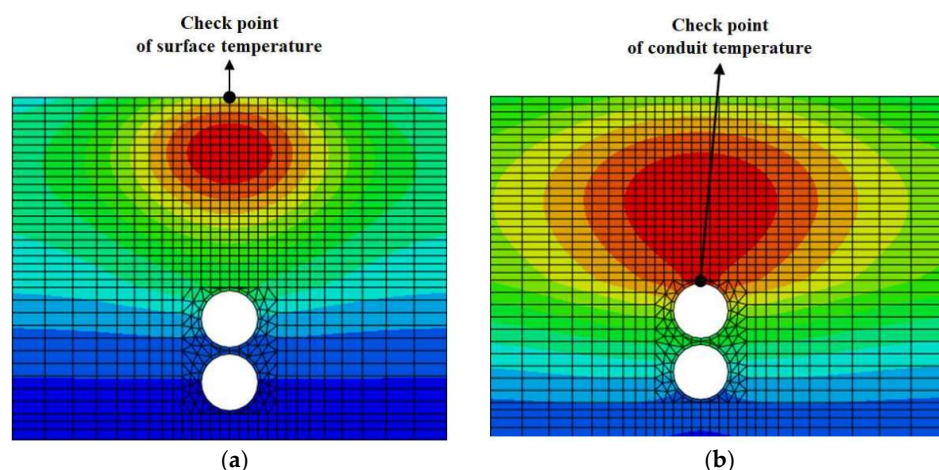 Check point
of surface temperature
Check point
of conduit temperature
(a)
(b)